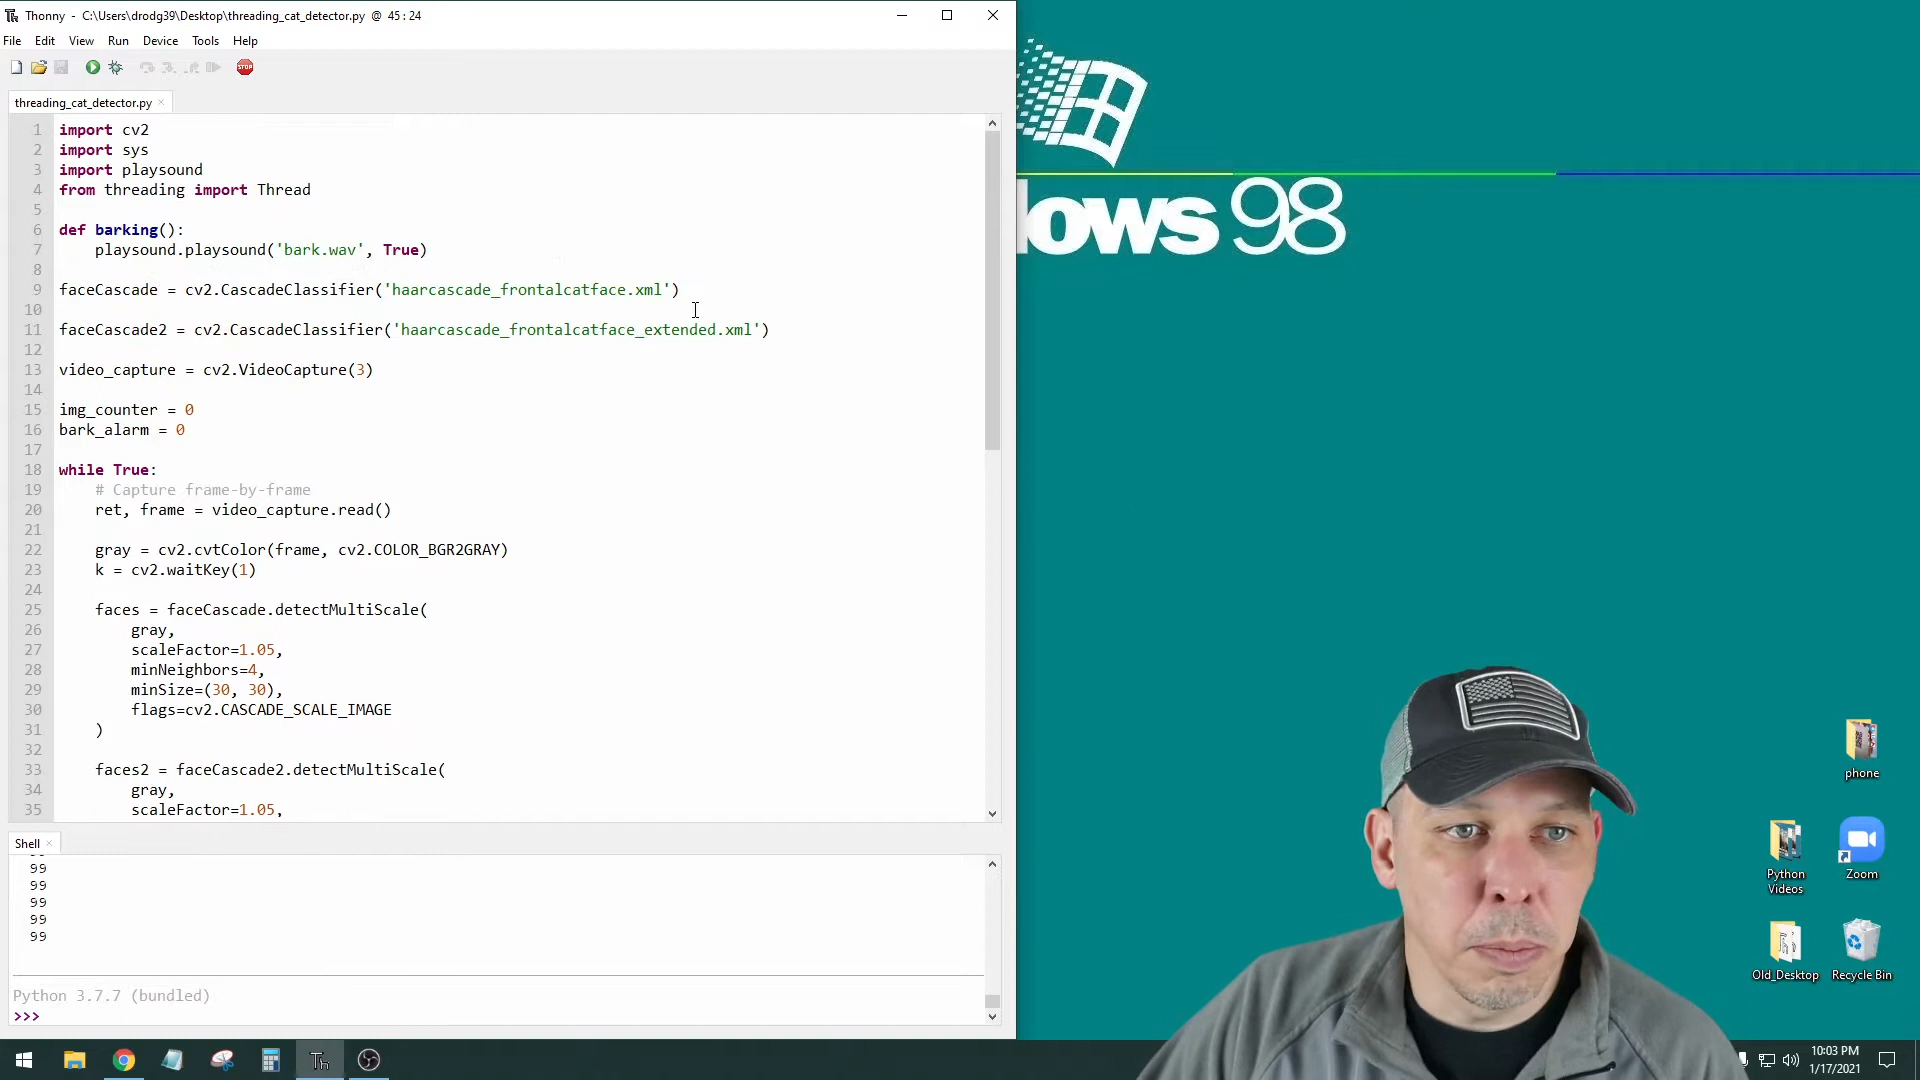 Thonny - C:\Users\drodg39\Desktop\threading_cat_detector.py @ 45:24
File Edit View Run Device Tools Help
STOP
threading_cat_detector.py
1 import cv2
2 import sys
3 import playsound
4 from threading import Thread
5
6 def barking():
7     playsound.playsound('bark.wav', True)
8
9 faceCascade = cv2.CascadeClassifier('haarcascade_frontalcatface.xml')
10
11 faceCascade2 = cv2.CascadeClassifier('haarcascade_frontalcatface_extended.xml')
12
13 video_capture = cv2.VideoCapture(3)
14
15 img_counter = 0
16 bark_alarm = 0
17
18 while True:
19     # Capture frame-by-frame
20     ret, frame = video_capture.read()
21
22     gray = cv2.cvtColor(frame, cv2.COLOR_BGR2GRAY)
23     k = cv2.waitKey(1)
24
25     faces = faceCascade.detectMultiScale(
26         gray,
27         scaleFactor=1.05,
28         minNeighbors=4,
29         minSize=(30, 30),
30         flags=cv2.CASCADE_SCALE_IMAGE
31     )
32
33     faces2 = faceCascade2.detectMultiScale(
34         gray,
35         scaleFactor=1.05,
Shell
99
99
99
99
99
Python 3.7.7 (bundled)
>>>
ows 98
phone
Python Videos
Zoom
Old_Desktop
Recycle Bin
Th
10:03 PM
1/17/2021